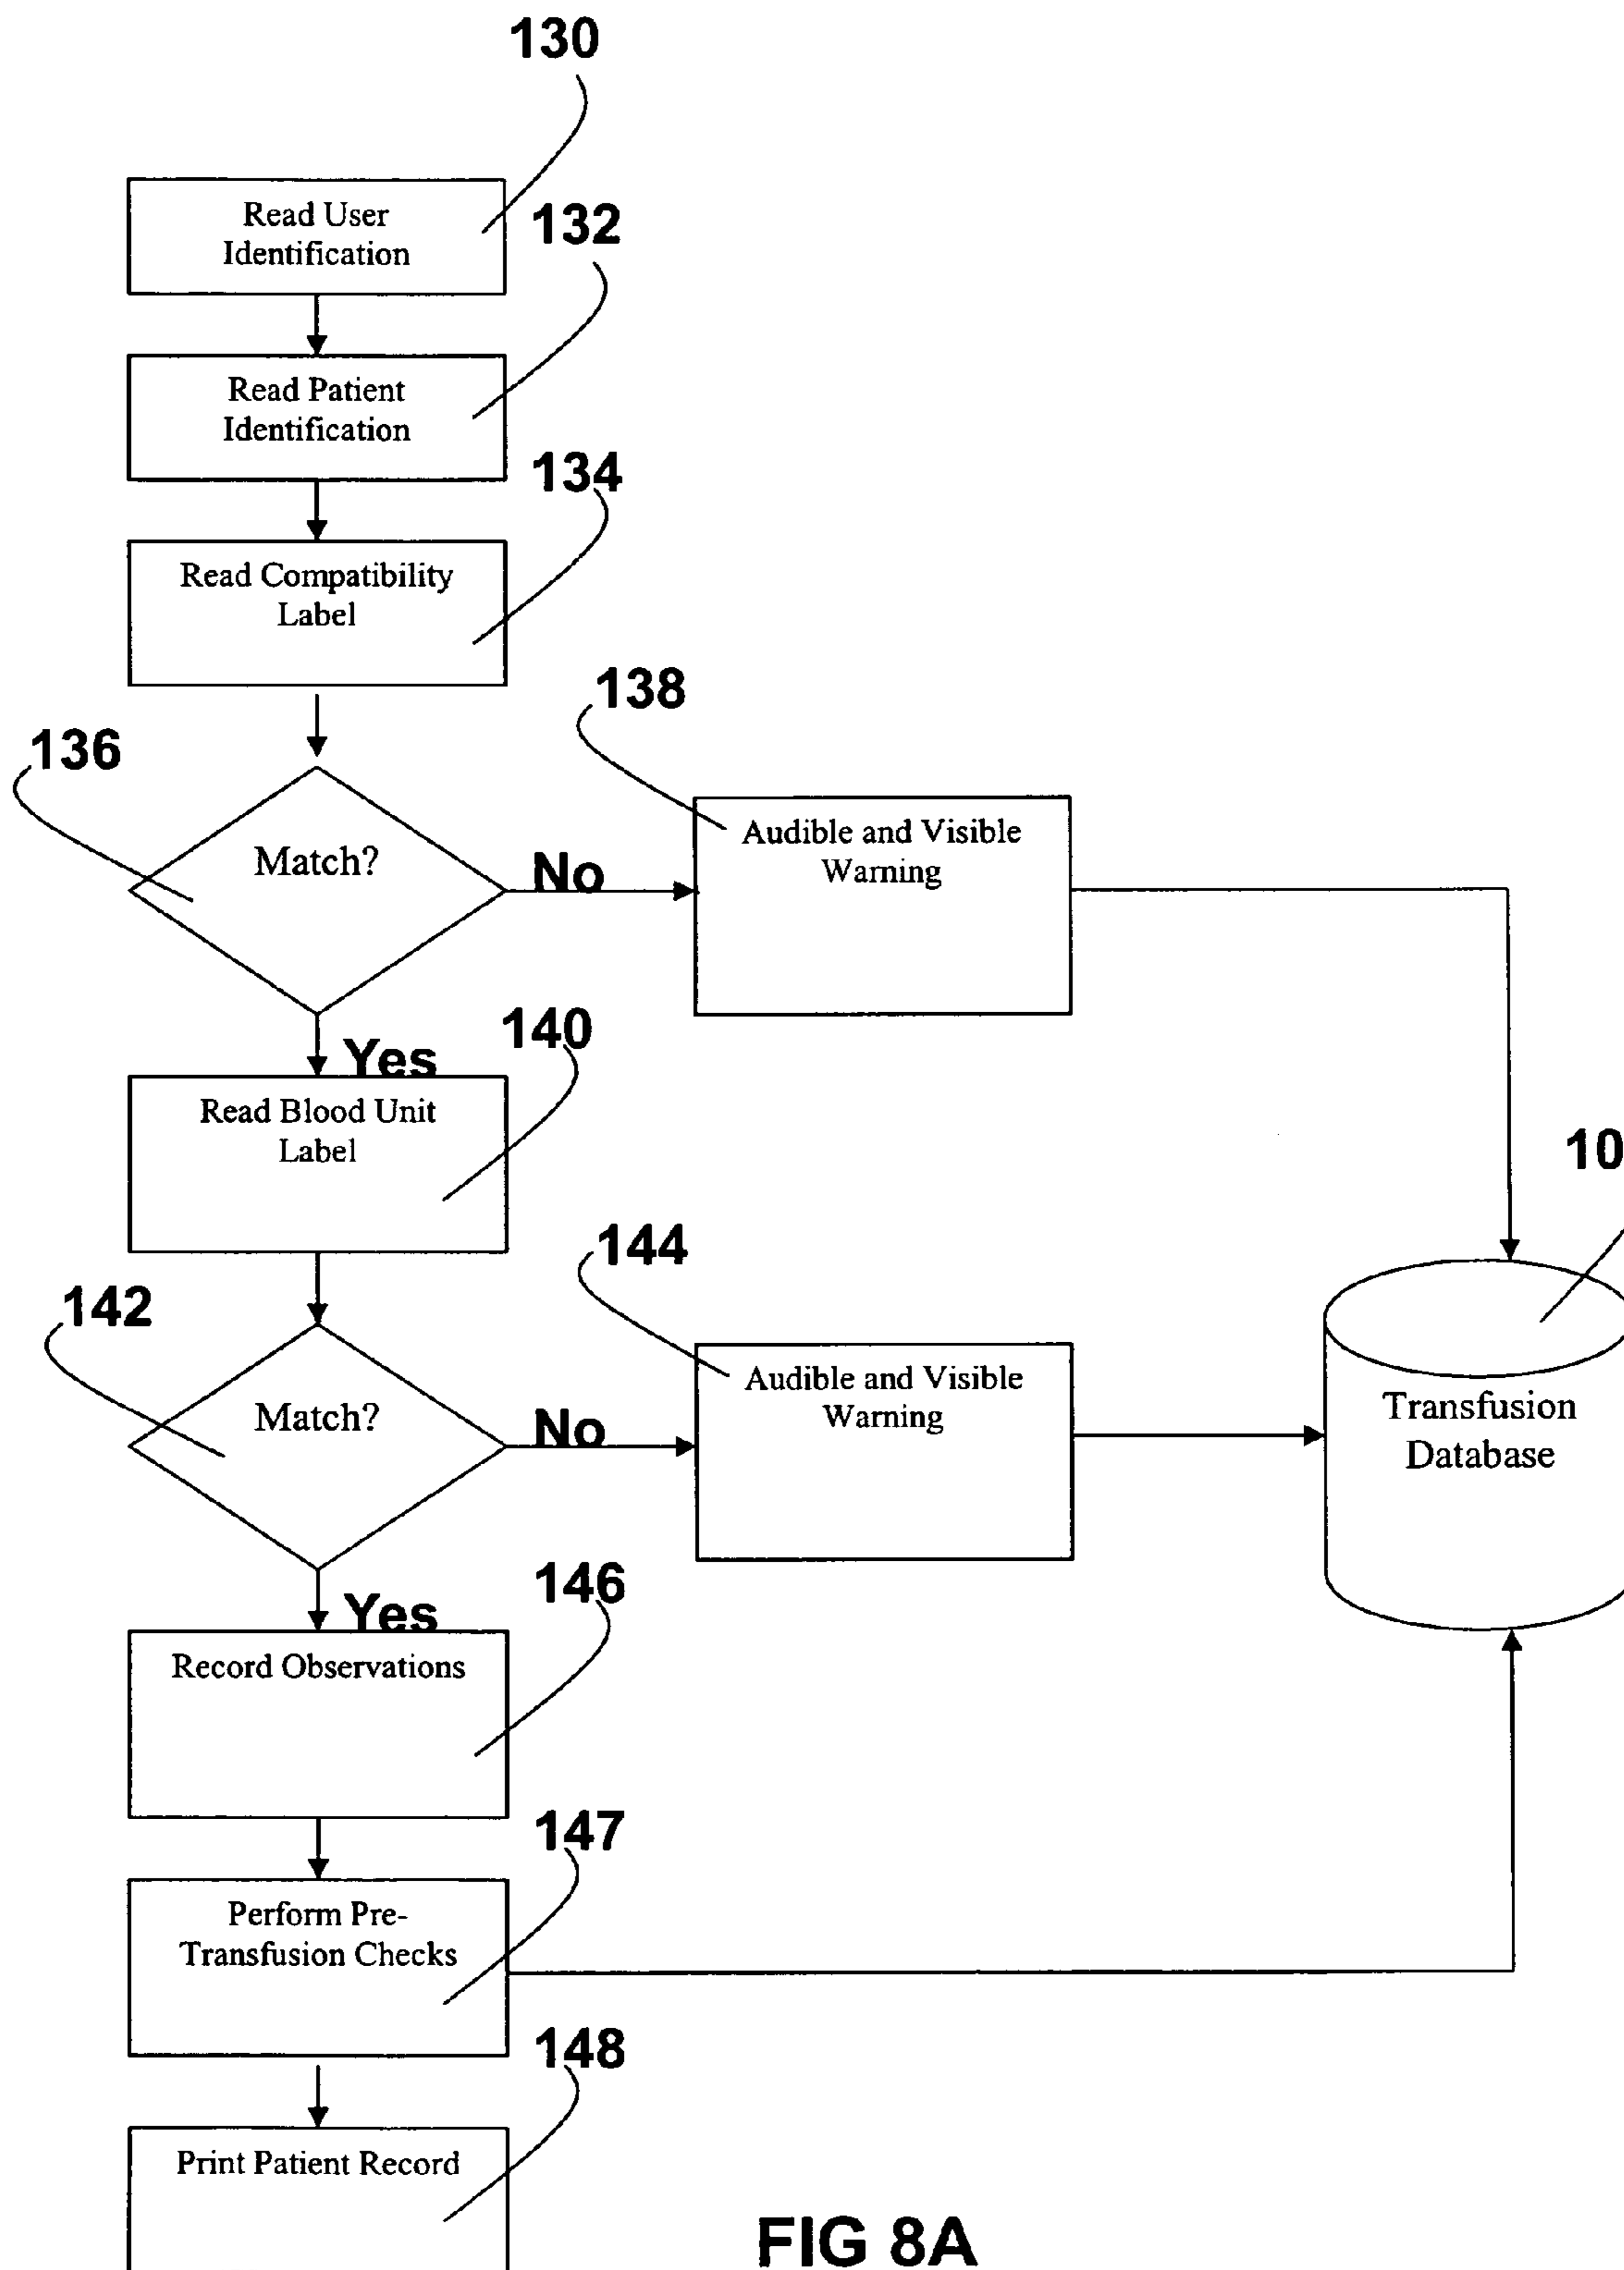 130
Read User
Identification
132
Read Patient
Identification
134
Read Compatibility
Label
138
136
Match?
No
Audible and Visible
Warning
140
Yes
Read Blood Unit
Label
10
144
142
Match?
No
Audible and Visible
Warning
Transfusion
Database
146
Yes
Record Observations
147
Perform Pre-
Transfusion Checks
148
Print Patient Record
FIG 8A